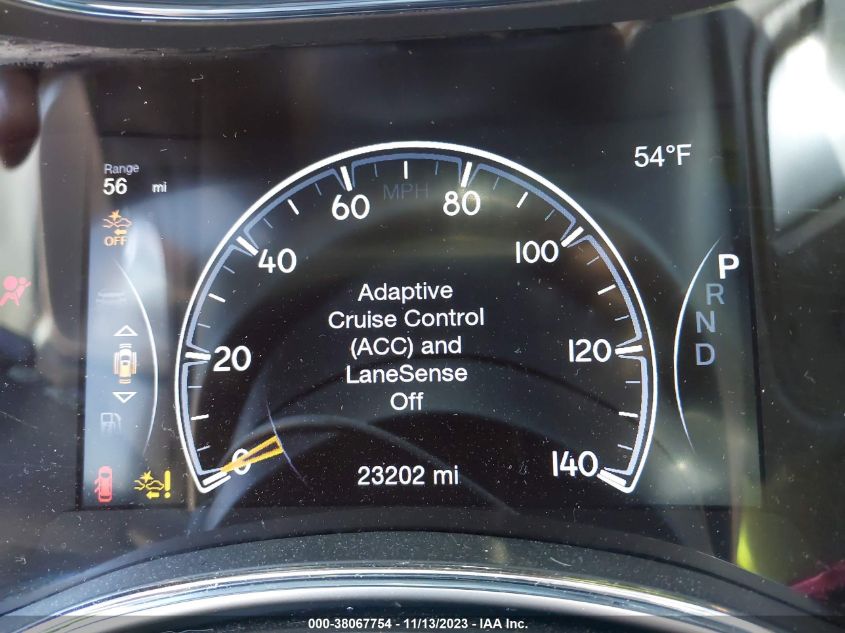 54°F
Range
56 mi
OFF
MPH
60
80
40
100
20
120
0
140
Adaptive
Cruise Control
(ACC) and
LaneSense
Off
23202 mi
P
R
N
D
000-38067754 - 11/13/2023 - IAA Inc.